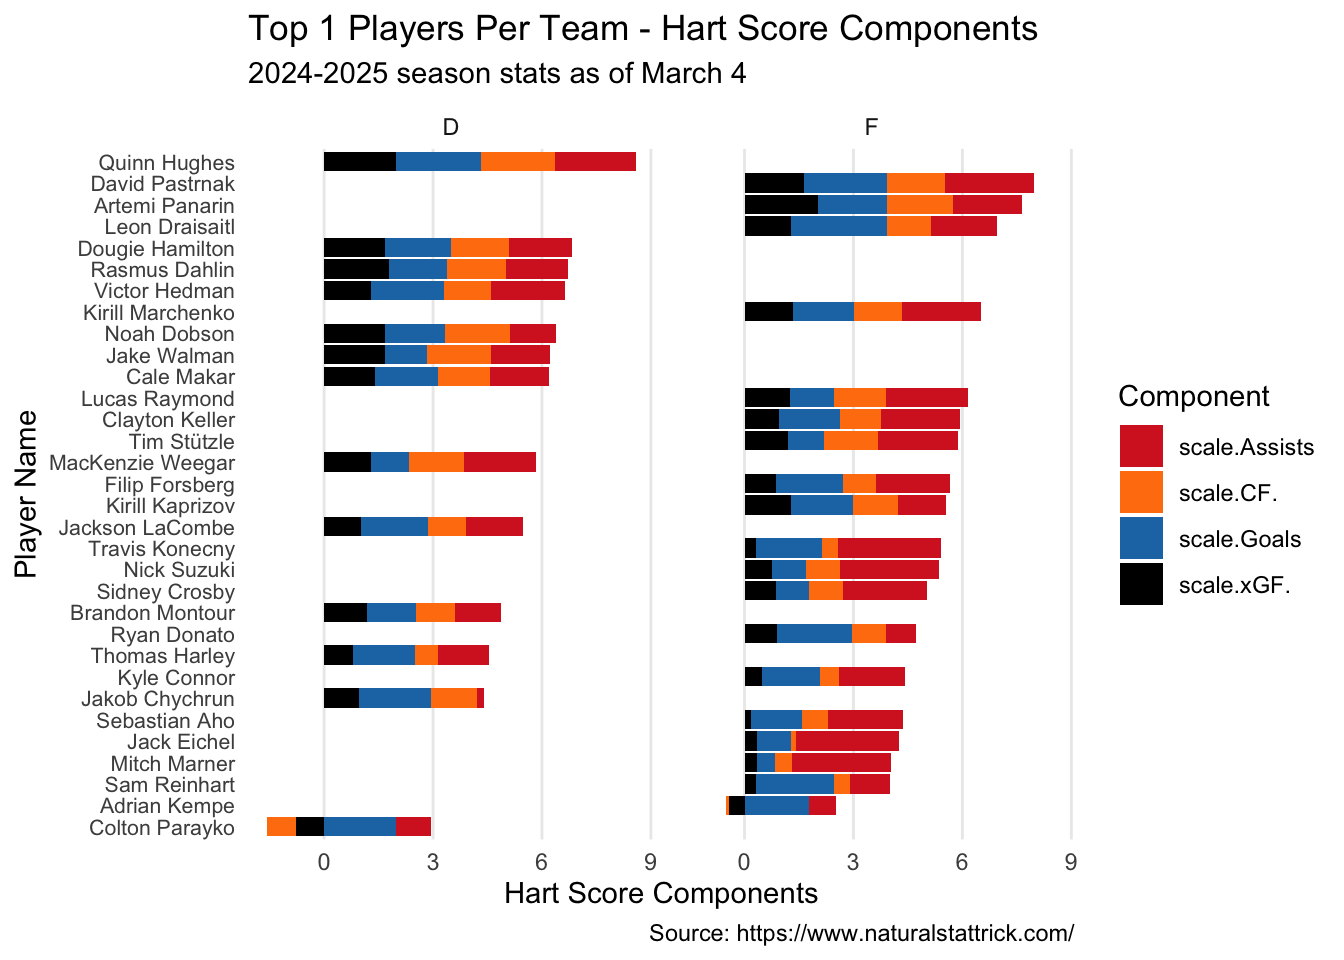 Top 1 Players Per Team - Hart Score Components
2024-2025 season stats as of March 4
D
F
Quinn Hughes
David Pastrnak
Artemi Panarin
Leon Draisaitl
Dougie Hamilton
Rasmus Dahlin
Victor Hedman
Kirill Marchenko
Noah Dobson
Jake Walman
Cale Makar
Lucas Raymond
Clayton Keller
Tim Stützle
MacKenzie Weegar
Filip Forsberg
Kirill Kaprizov
Jackson LaCombe
Travis Konecny
Nick Suzuki
Sidney Crosby
Brandon Montour
Ryan Donato
Thomas Harley
Kyle Connor
Jakob Chychrun
Sebastian Aho
Jack Eichel
Mitch Marner
Sam Reinhart
Adrian Kempe
Colton Parayko
Player Name
0 3 6 9
0 3 6 9
Hart Score Components
Source: https://www.naturalstattrick.com/
Component
scale.Assists
scale.CF.
scale.Goals
scale.xGF.